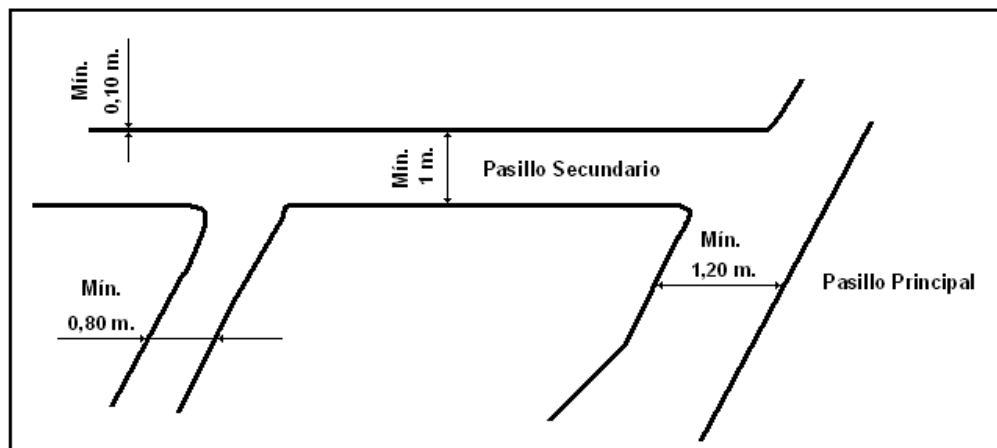 Mín.
0,10 m.
Mín.
1 m.
Pasillo Secundario
Mín.
1,20 m.
Pasillo Principal
Mín.
0,80 m.